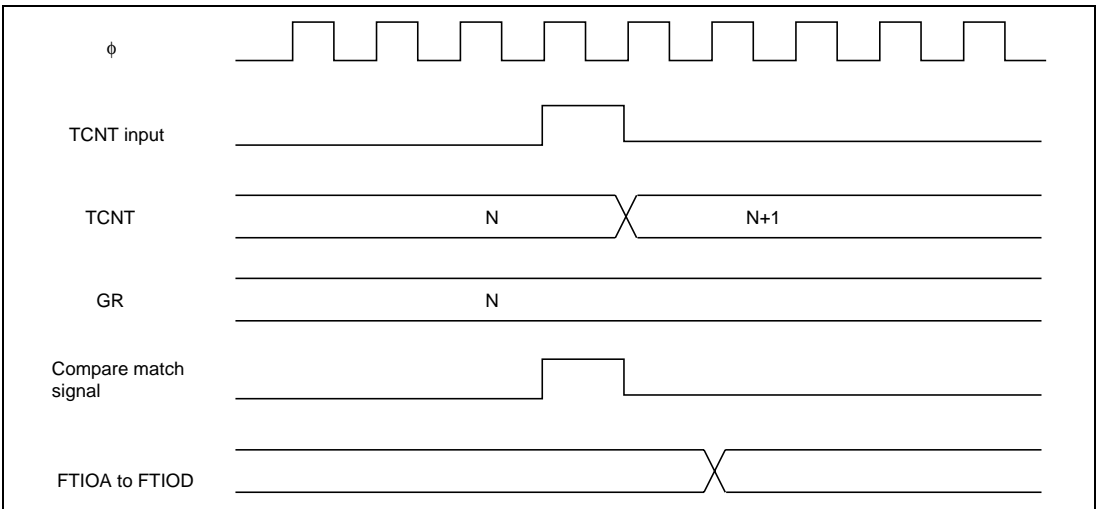 ϕ
TCNT input
TCNT
N
N+1
GR
N
Compare match
signal
FTIOA to FTIOD